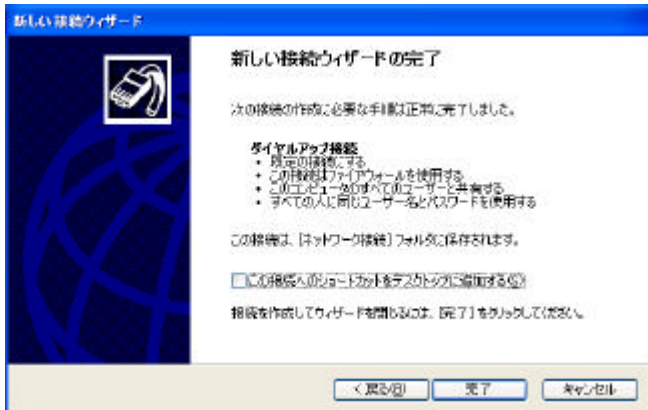 新しい接続ウィザード
新しい接続ウィザードの完了
次の接続の作成に必要な手順は正常に完了しました。
ダイヤルアップ接続
• 既定の接続にする
• この接続はファイアウォールを使用する
• このコンピュータのすべてのユーザーと共有する
• すべての人に同じユーザー名とパスワードを使用する
この接続は、[ネットワーク接続] フォルダに保存されます。
この接続へのショートカットをデスクトップに追加する(S)
接続を作成してウィザードを閉じるには、[完了] をクリックしてください。
< 戻る(B)
完了
キャンセル